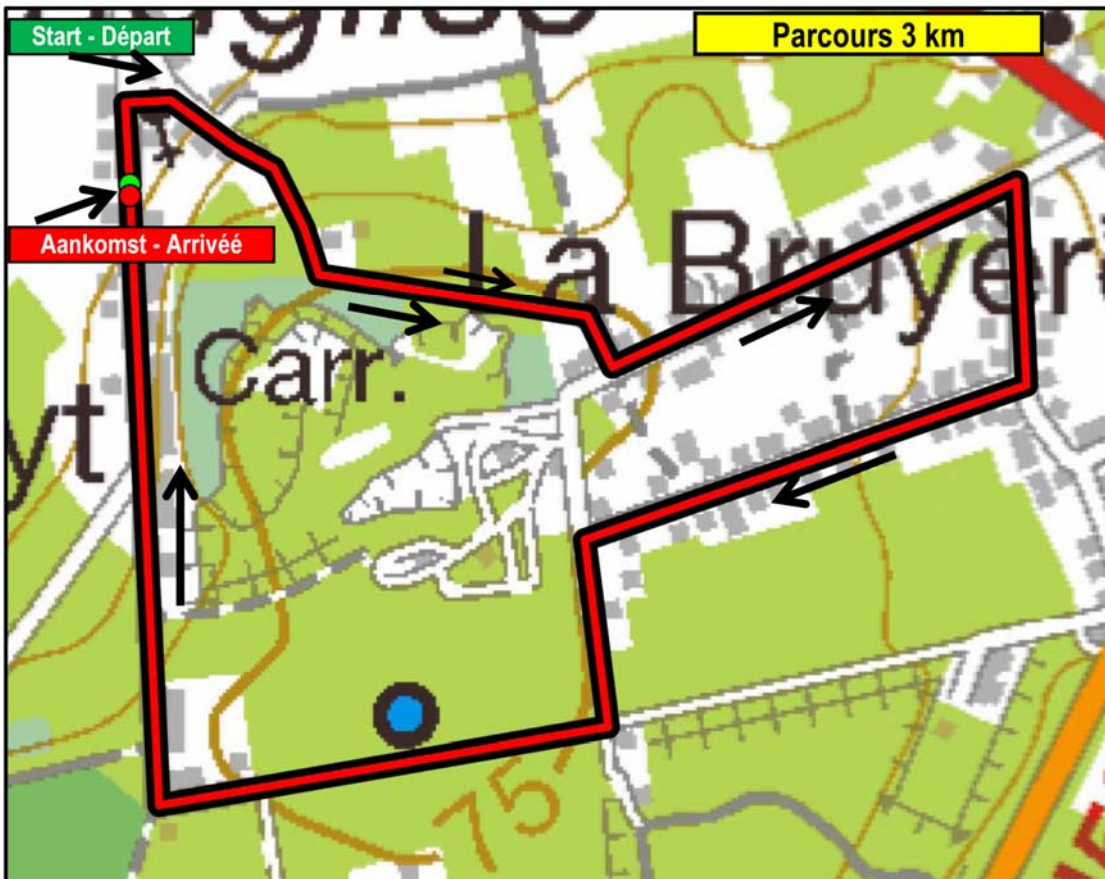 Start - Départ
Parcours 3 km
Aankomst - Arrivéé
La Bruyèr
Carr.
yt
75